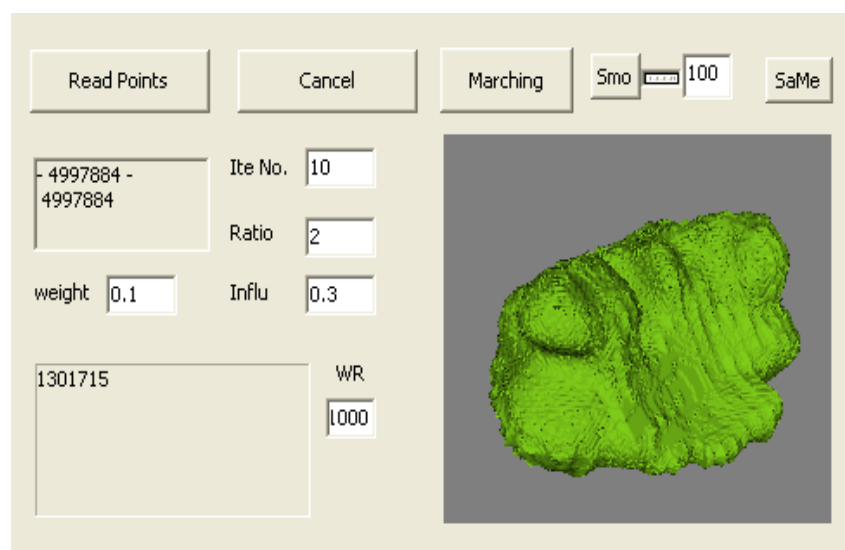 Read Points
Cancel
Marching
Smo
100
SaMe
- 4997884 -
4997884
Ite No.
10
Ratio
2
weight
0.1
Influ
0.3
1301715
WR
1000